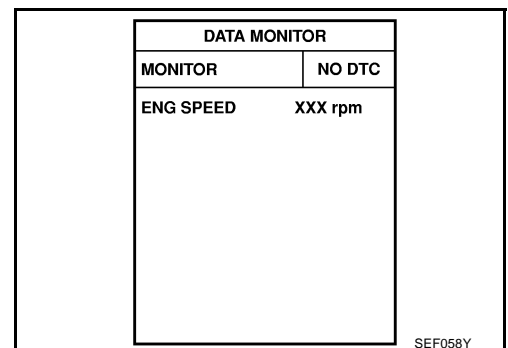 DATA MONITOR
MONITOR NO DTC
ENG SPEED XXX rpm
SEF058Y